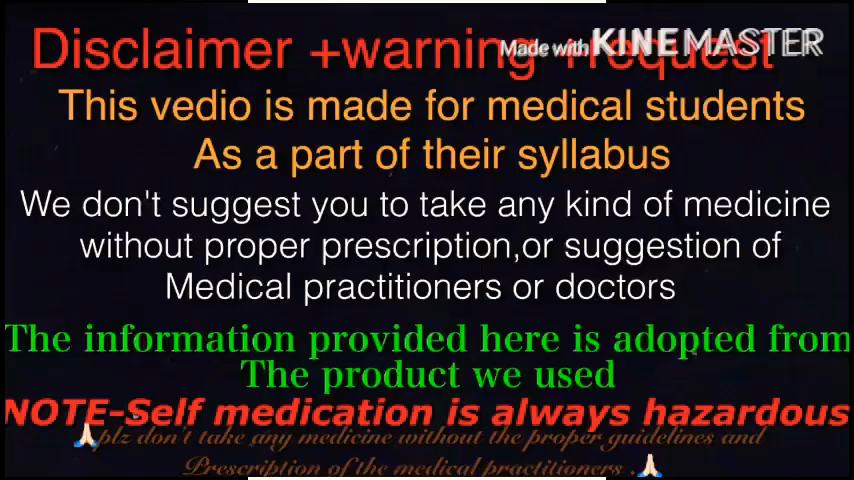 Disclaimer +warning +request
Made with KINEMASTER
This vedio is made for medical students
As a part of their syllabus
We don't suggest you to take any kind of medicine
without proper prescription,or suggestion of
Medical practitioners or doctors
The information provided here is adopted from
The product we used
NOTE-Self medication is always hazardous
🙏🏻plz don't take any medicine without the proper guidelines and
Prescription of the medical practitioners .🙏🏻